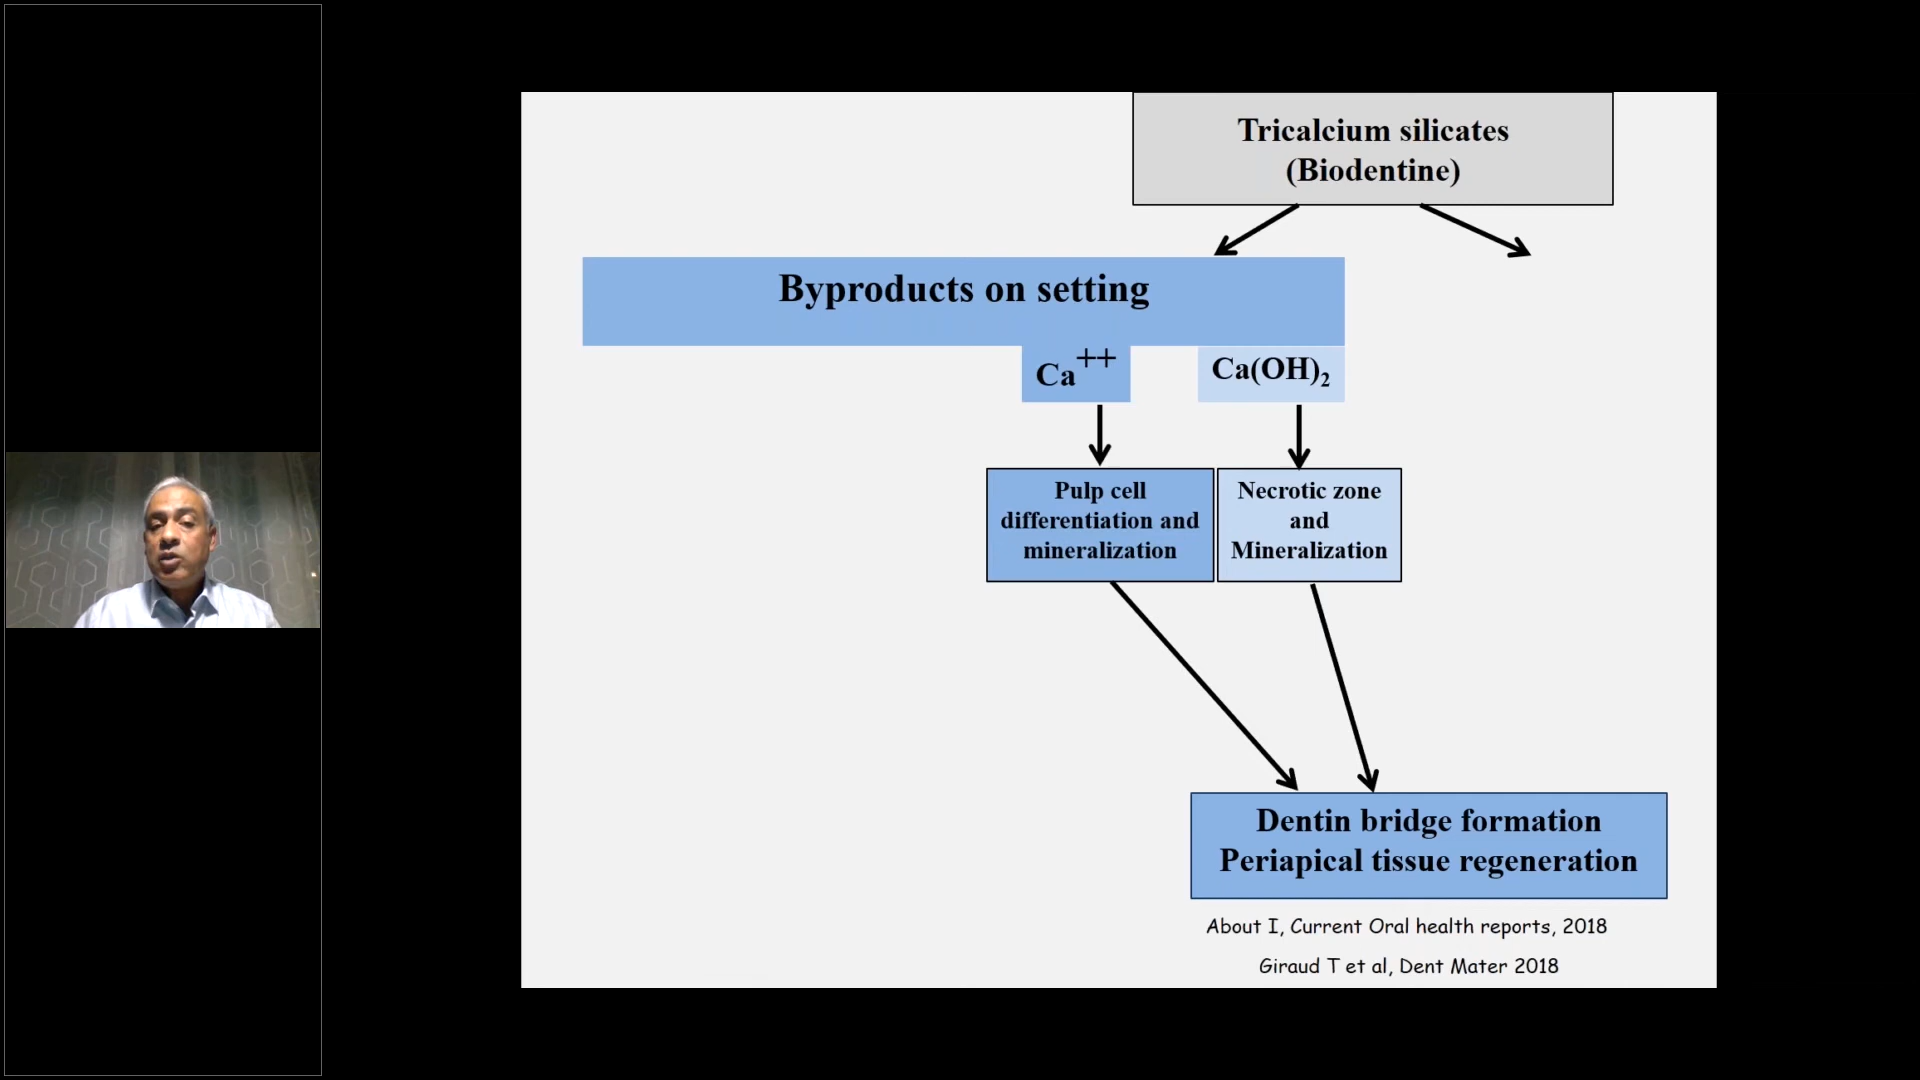 Tricalcium silicates
(Biodentine)
Byproducts on setting
Ca++
Ca(OH)2
Pulp cell
differentiation and
mineralization
Necrotic zone
and
Mineralization
Dentin bridge formation
Periapical tissue regeneration
About I, Current Oral health reports, 2018
Giraud T et al, Dent Mater 2018